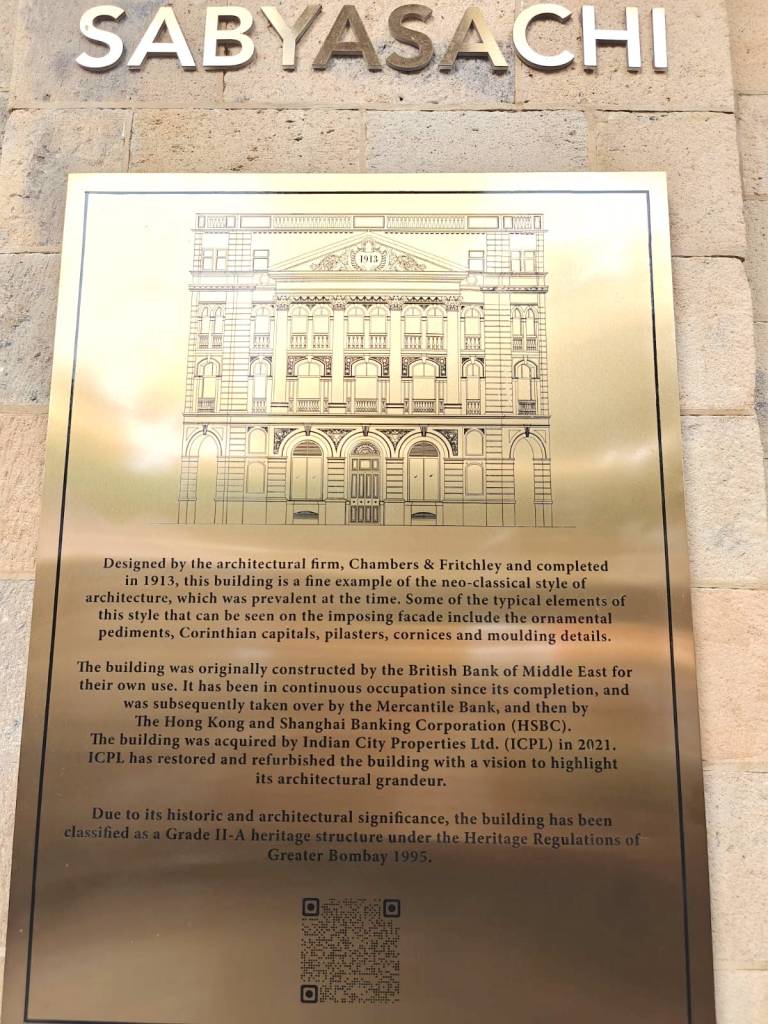 SABYASACHI
1913
Designed by the architectural firm, Chambers & Fritchley and completed
in 1913, this building is a fine example of the neo-classical style of
architecture, which was prevalent at the time. Some of the typical elements of
this style that can be seen on the imposing facade include the ornamental
pediments, Corinthian capitals, pilasters, cornices and moulding details.
The building was originally constructed by the British Bank of Middle East for
their own use. It has been in continuous occupation since its completion, and
was subsequently taken over by the Mercantile Bank, and then by
The Hong Kong and Shanghai Banking Corporation (HSBC).
The building was acquired by Indian City Properties Ltd. (ICPL) in 2021.
ICPL has restored and refurbished the building with a vision to highlight
its architectural grandeur.
Due to its historic and architectural significance, the building has been
classified as a Grade II-A heritage structure under the Heritage Regulations of
Greater Bombay 1995.